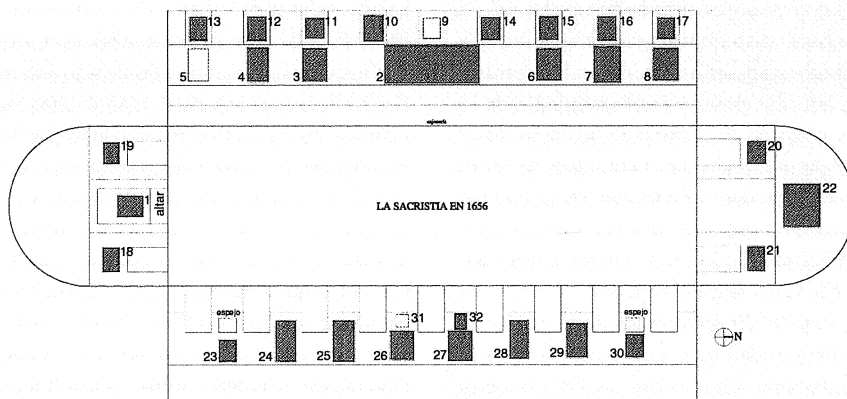 13 12 11 10 9 14 15 16 17
5 4 3 2 6 7 8
cajonería
19 20
1 altar LA SACRISTIA EN 1656 22
18 21
espejo 31 32 espejo
23 24 25 26 27 28 29 30
N